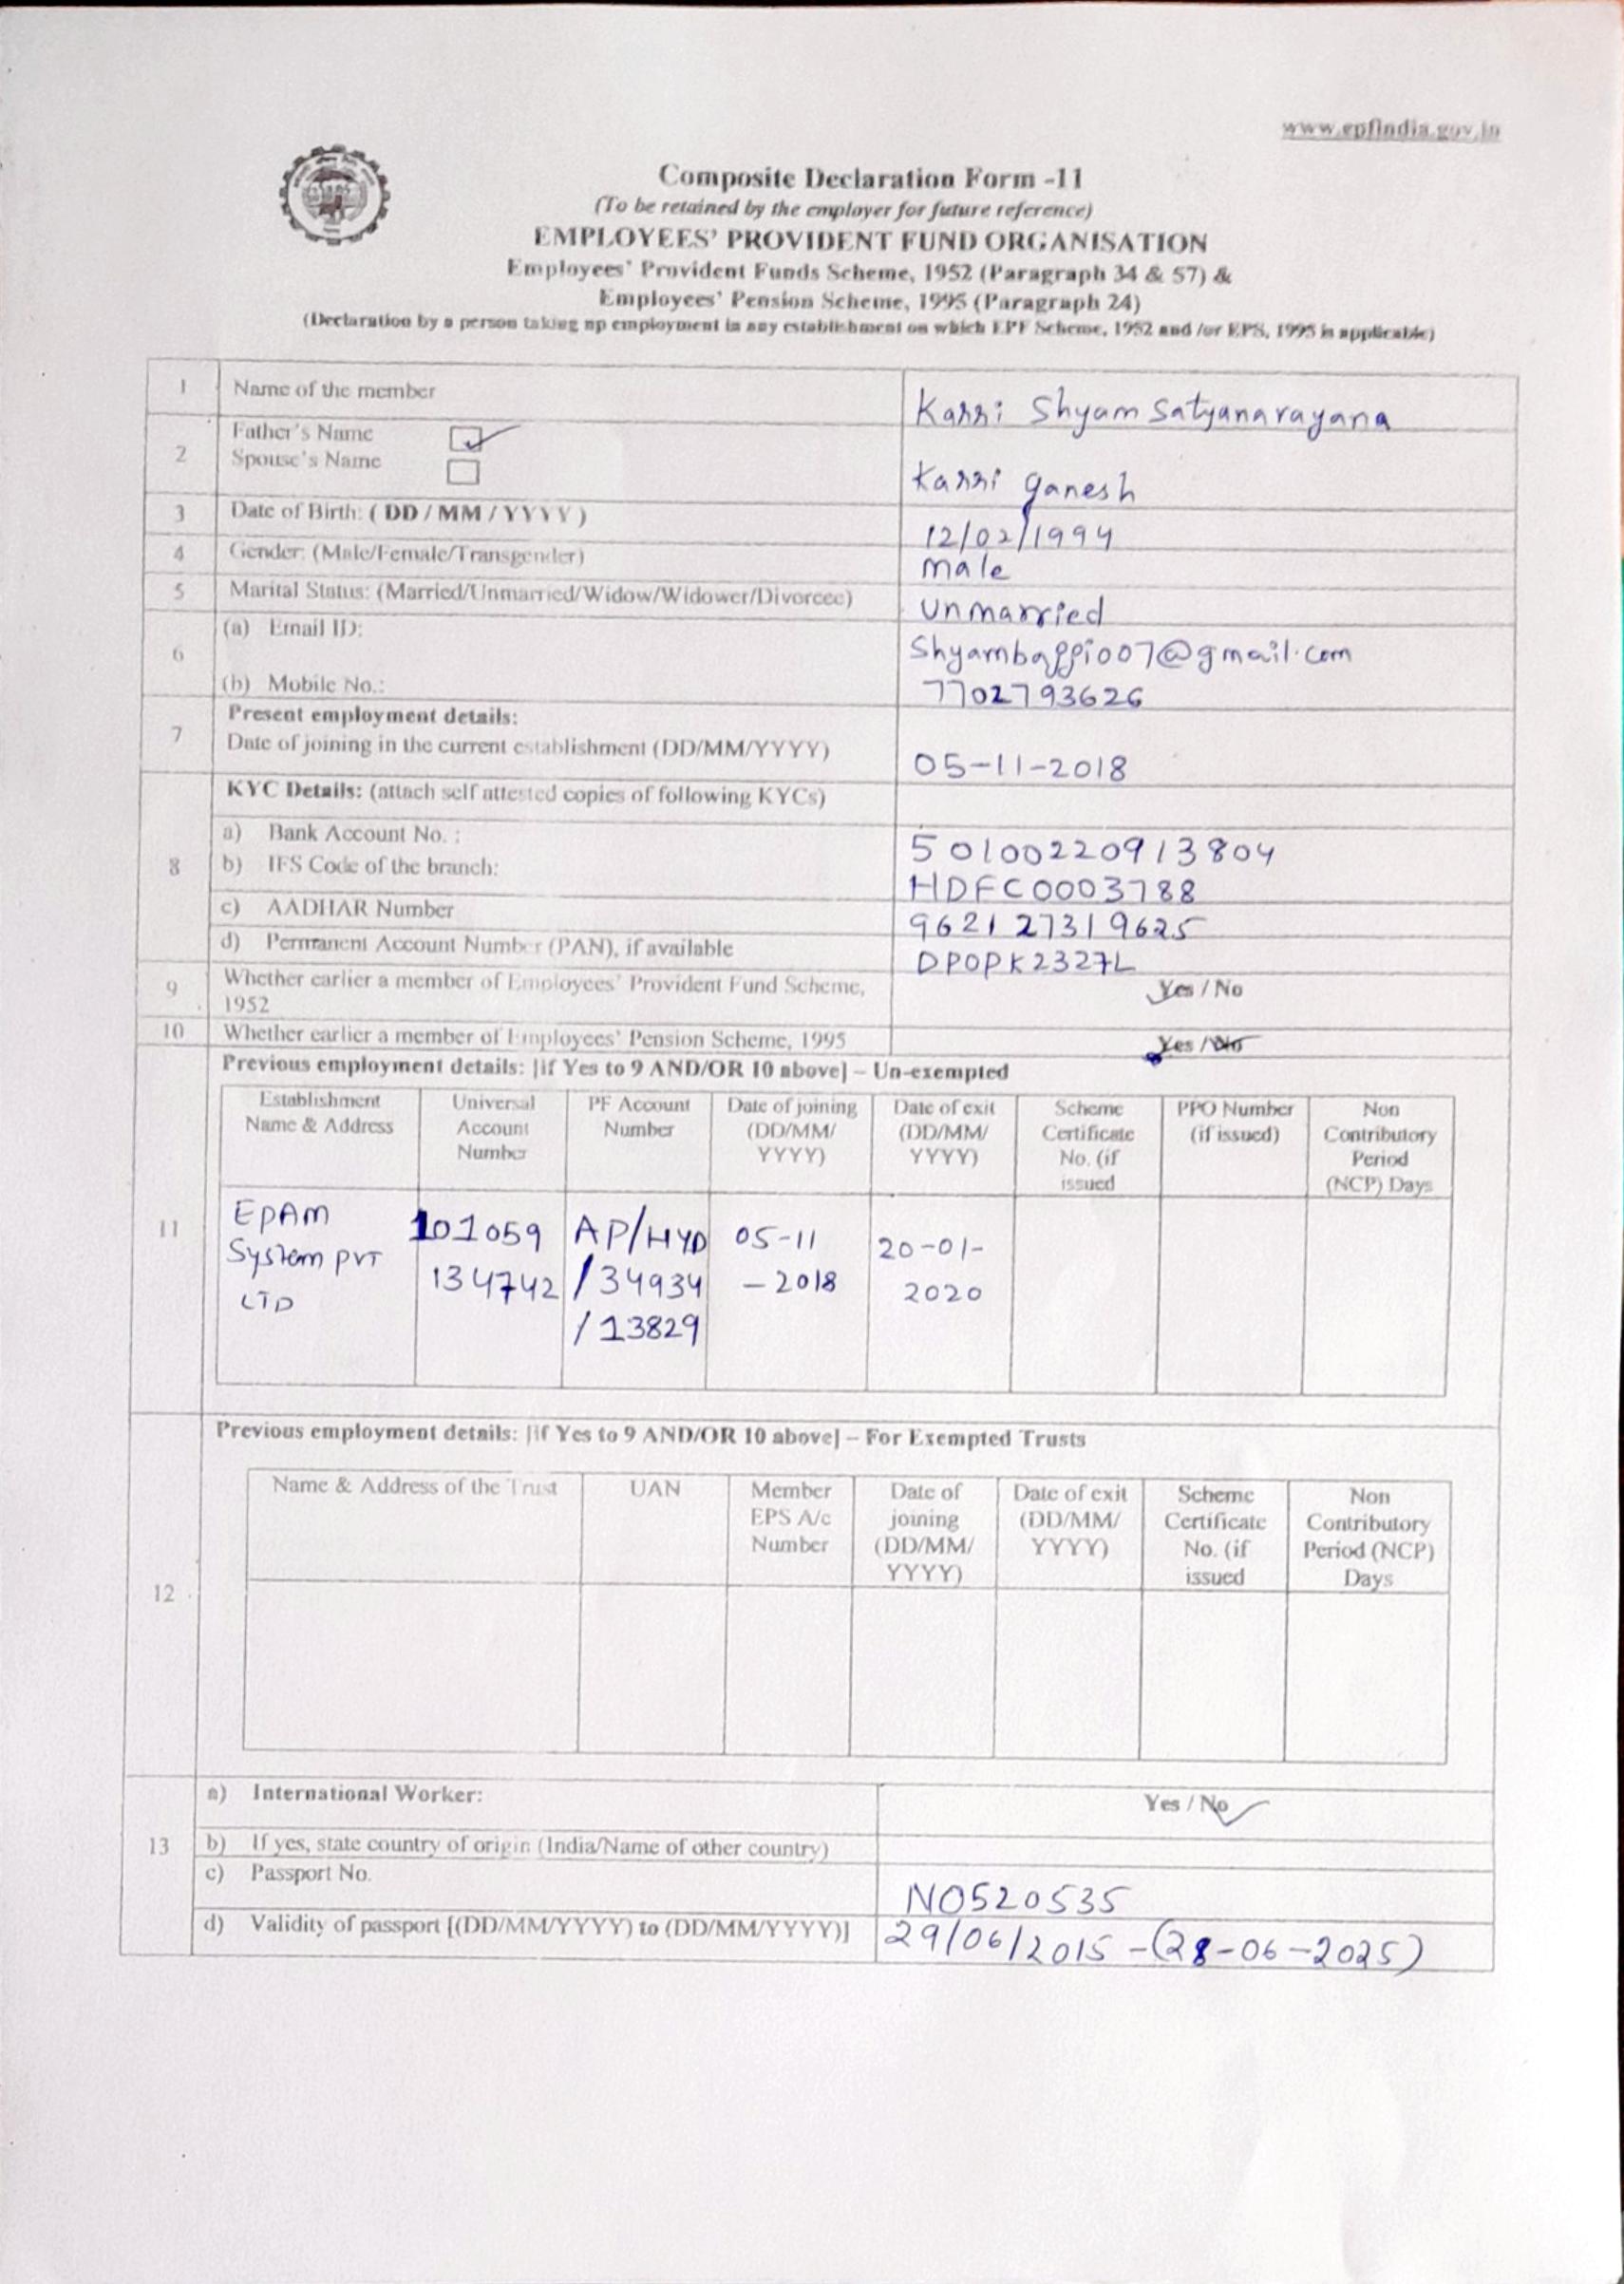 www.epfindia.gov.in
Composite Declaration Form -11
(To be retained by the employer for future reference)
EMPLOYEES' PROVIDENT FUND ORGANISATION
Employees' Provident Funds Scheme, 1952 (Paragraph 34 & 57) &
Employees' Pension Scheme, 1995 (Paragraph 24)
(Declaration by a person taking up employment in any establishment on which EPF Scheme, 1952 and /or EPS, 1995 is applicable)
1 Name of the member Karri Shyam Satyanarayana
2 Father's Name
Spouse's Name Karri ganesh
3 Date of Birth: ( DD / MM / YYYY ) 12/02/1994
4 Gender: (Male/Female/Transgender) male
5 Marital Status: (Married/Unmarried/Widow/Widower/Divorcee) unmarried
6 (a) Email ID: Shyambaggi007@gmail.com
(b) Mobile No.: 7702793626
7 Present employment details:
Date of joining in the current establishment (DD/MM/YYYY) 05-11-2018
8 KYC Details: (attach self attested copies of following KYCs)
a) Bank Account No. : 50100220913804
b) IFS Code of the branch: HDFC0003788
c) AADHAR Number 962127319625
d) Permanent Account Number (PAN), if available DPOPK2327L
9 Whether earlier a member of Employees' Provident Fund Scheme, 1952 Yes / No
10 Whether earlier a member of Employees' Pension Scheme, 1995 Yes / No
11 Previous employment details: [if Yes to 9 AND/OR 10 above] – Un-exempted
Establishment Name & Address
Universal Account Number
PF Account Number
Date of joining (DD/MM/ YYYY)
Date of exit (DD/MM/ YYYY)
Scheme Certificate No. (if issued
PPO Number (if issued)
Non Contributory Period (NCP) Days
EPAM System PVT LTD
101059 134742
AP/HYD /34934 /13829
05-11 -2018
20-01- 2020
12 Previous employment details: [if Yes to 9 AND/OR 10 above] – For Exempted Trusts
Name & Address of the Trust
UAN
Member EPS A/c Number
Date of joining (DD/MM/ YYYY)
Date of exit (DD/MM/ YYYY)
Scheme Certificate No. (if issued
Non Contributory Period (NCP) Days
13 a) International Worker: Yes / No
b) If yes, state country of origin (India/Name of other country)
c) Passport No. N0520535
d) Validity of passport [(DD/MM/YYYY) to (DD/MM/YYYY)] 29/06/2015 -(28-06-2025)